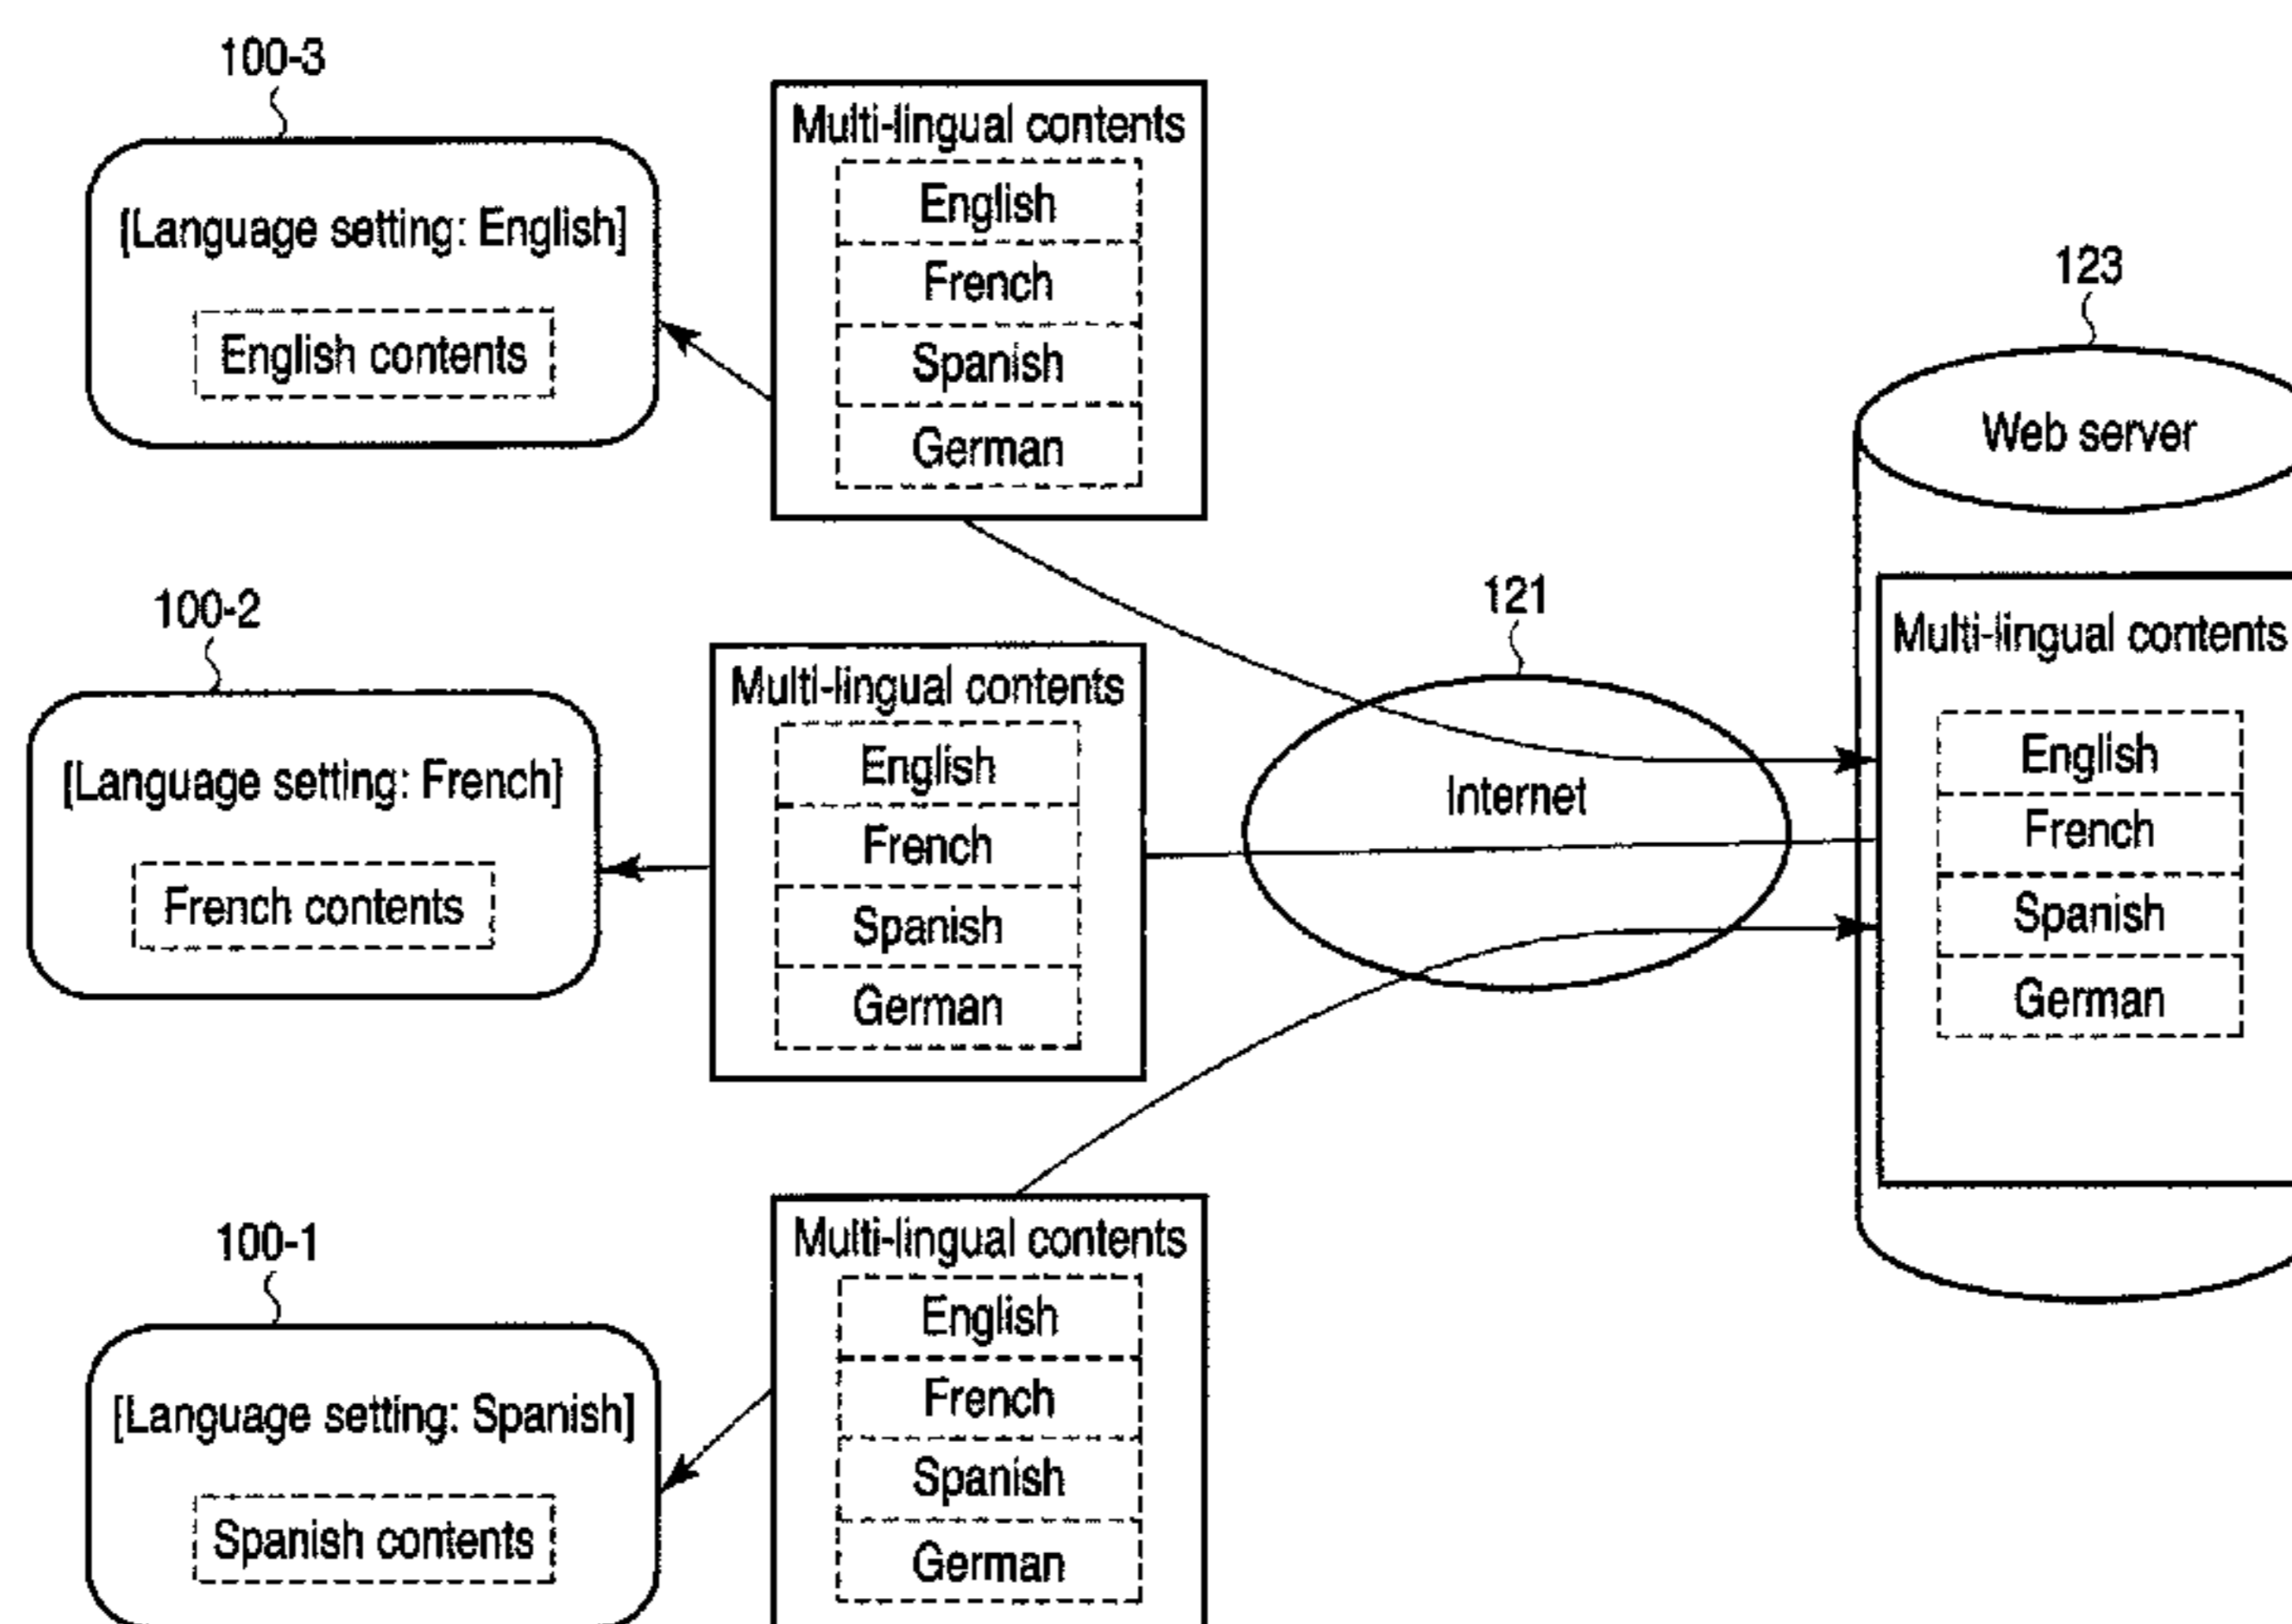 100-3
[Language setting: English]
English contents
Multi-lingual contents
English
French
Spanish
German
123
Web server
100-2
[Language setting: French]
French contents
Multi-lingual contents
English
French
Spanish
German
121
Internet
Multi-lingual contents
English
French
Spanish
German
100-1
[Language setting: Spanish]
Spanish contents
Multi-lingual contents
English
French
Spanish
German